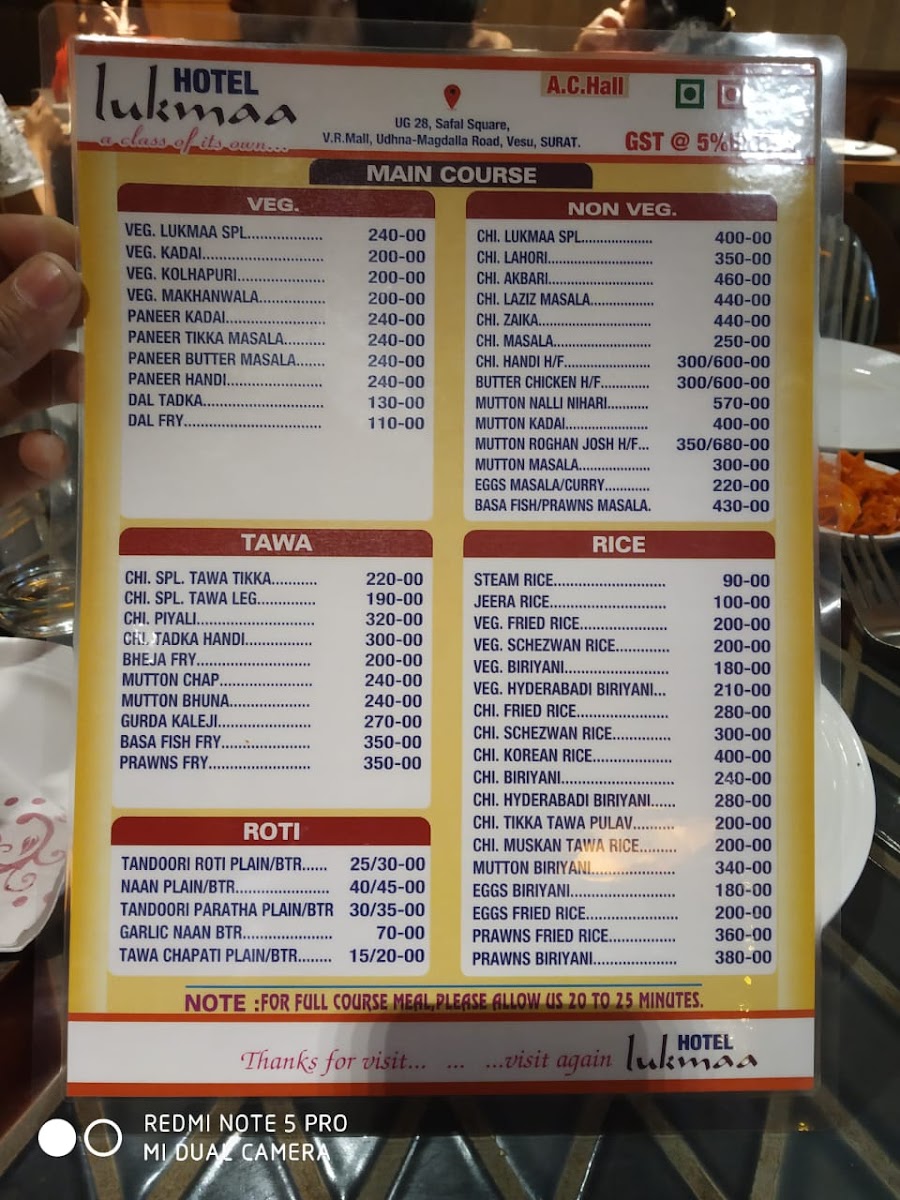 HOTEL
lukmaa
a class of its own...
UG 28, Safal Square,
V.R.Mall, Udhna-Magdalla Road, Vesu, SURAT.
A.C.Hall
GST @ 5%
MAIN COURSE
VEG.
VEG. LUKMAA SPL................... 240-00
VEG. KADAI.............................. 200-00
VEG. KOLHAPURI...................... 200-00
VEG. MAKHANWALA................. 200-00
PANEER KADAI......................... 240-00
PANEER TIKKA MASALA.......... 240-00
PANEER BUTTER MASALA....... 240-00
PANEER HANDI........................ 240-00
DAL TADKA.............................. 130-00
DAL FRY.................................. 110-00
NON VEG.
CHI. LUKMAA SPL.................... 400-00
CHI. LAHORI............................ 350-00
CHI. AKBARI............................ 460-00
CHI. LAZIZ MASALA................ 440-00
CHI. ZAIKA.............................. 440-00
CHI. MASALA.......................... 250-00
CHI. HANDI H/F....................... 300/600-00
BUTTER CHICKEN H/F............. 300/600-00
MUTTON NALLI NIHARI........... 570-00
MUTTON KADAI....................... 400-00
MUTTON ROGHAN JOSH H/F... 350/680-00
MUTTON MASALA................... 300-00
EGGS MASALA/CURRY............ 220-00
BASA FISH/PRAWNS MASALA. 430-00
TAWA
CHI. SPL. TAWA TIKKA........... 220-00
CHI. SPL. TAWA LEG.............. 190-00
CHI. PIYALI............................. 320-00
CHI. TADKA HANDI................. 300-00
BHEJA FRY............................. 200-00
MUTTON CHAP....................... 240-00
MUTTON BHUNA.................... 240-00
GURDA KALEJI....................... 270-00
BASA FISH FRY...................... 350-00
PRAWNS FRY......................... 350-00
RICE
STEAM RICE............................ 90-00
JEERA RICE............................. 100-00
VEG. FRIED RICE..................... 200-00
VEG. SCHEZWAN RICE............. 200-00
VEG. BIRIYANI......................... 180-00
VEG. HYDERABADI BIRIYANI... 210-00
CHI. FRIED RICE...................... 280-00
CHI. SCHEZWAN RICE.............. 300-00
CHI. KOREAN RICE.................. 400-00
CHI. BIRIYANI.......................... 240-00
CHI. HYDERABADI BIRIYANI...... 280-00
CHI. TIKKA TAWA PULAV.......... 200-00
CHI. MUSKAN TAWA RICE......... 200-00
MUTTON BIRIYANI................... 340-00
EGGS BIRIYANI........................ 180-00
EGGS FRIED RICE.................... 200-00
PRAWNS FRIED RICE................ 360-00
PRAWNS BIRIYANI................... 380-00
ROTI
TANDOORI ROTI PLAIN/BTR...... 25/30-00
NAAN PLAIN/BTR..................... 40/45-00
TANDOORI PARATHA PLAIN/BTR 30/35-00
GARLIC NAAN BTR.................... 70-00
TAWA CHAPATI PLAIN/BTR........ 15/20-00
NOTE :FOR FULL COURSE MEAL,PLEASE ALLOW US 20 TO 25 MINUTES.
Thanks for visit... ... ...visit again
HOTEL
lukmaa
REDMI NOTE 5 PRO
MI DUAL CAMERA